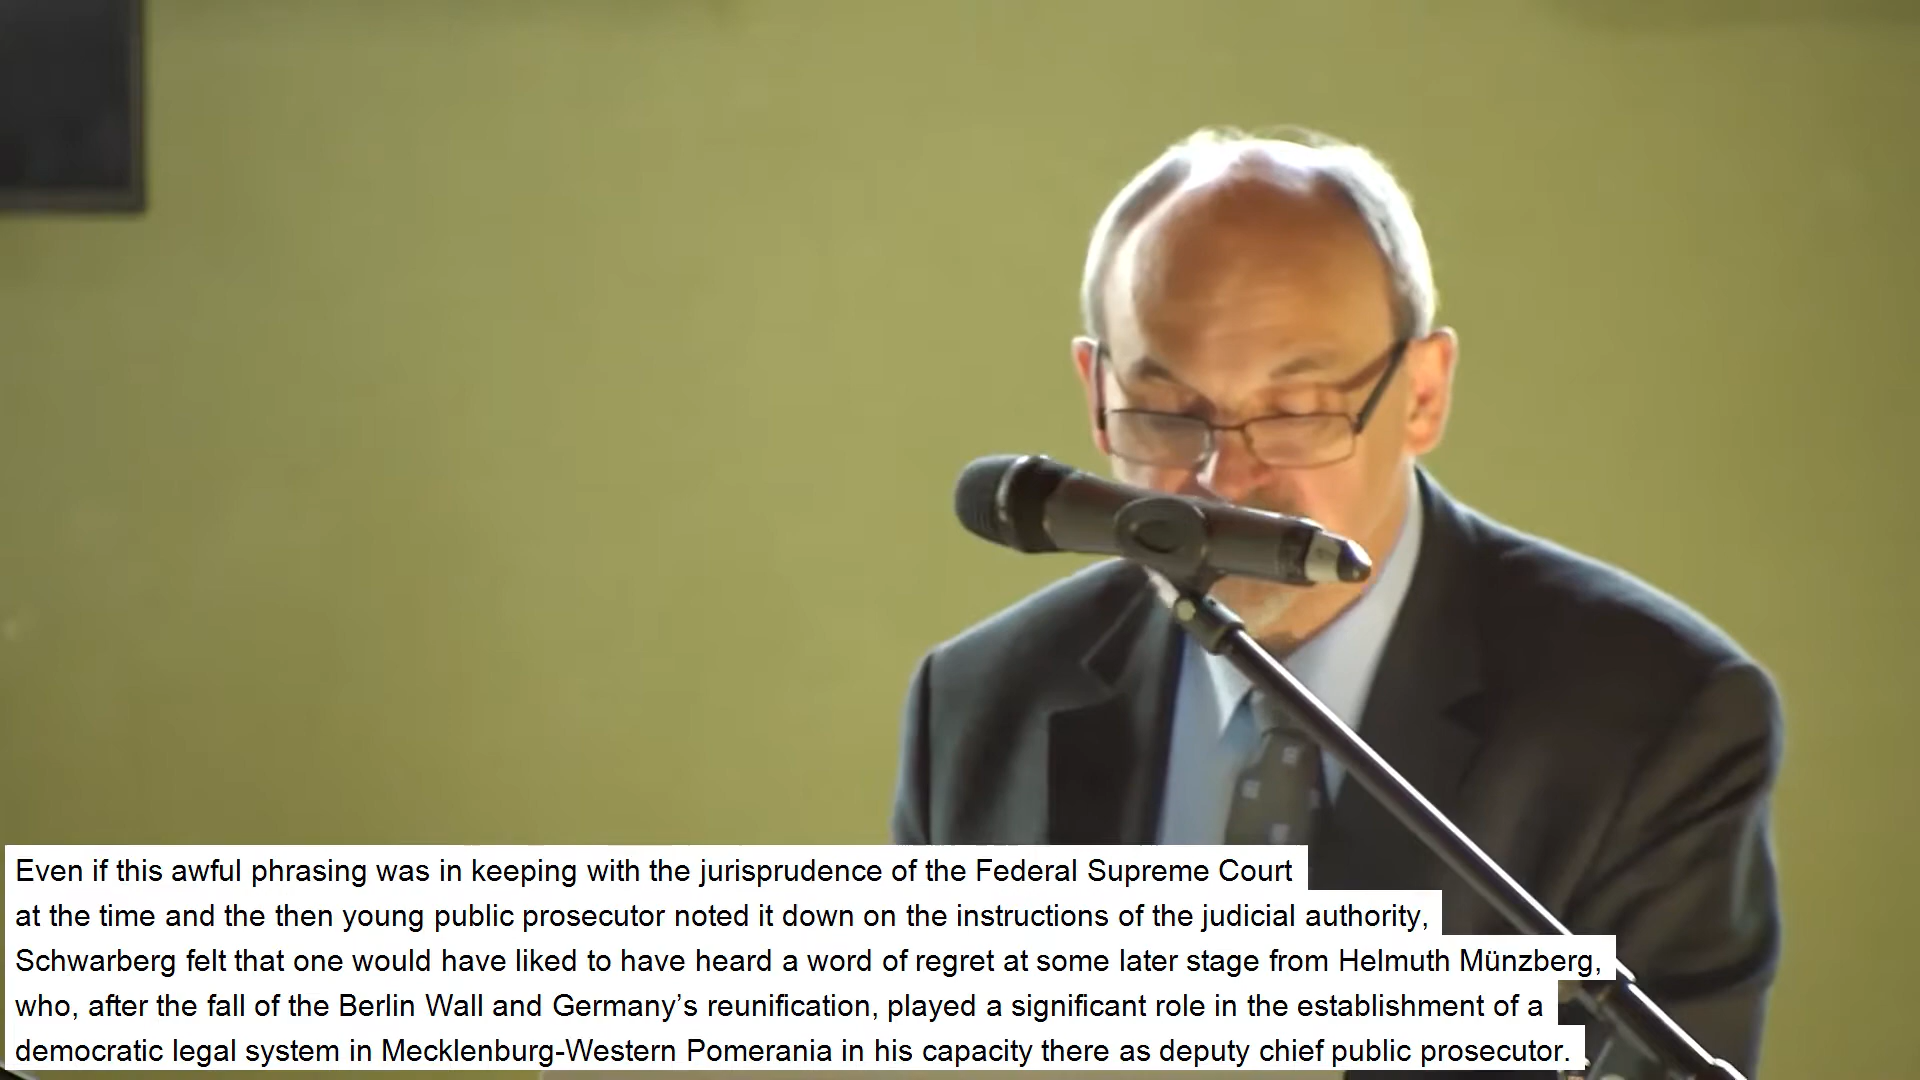 Even if this awful phrasing was in keeping with the jurisprudence of the Federal Supreme Court
at the time and the then young public prosecutor noted it down on the instructions of the judicial authority,
Schwarberg felt that one would have liked to have heard a word of regret at some later stage from Helmuth Münzberg,
who, after the fall of the Berlin Wall and Germany’s reunification, played a significant role in the establishment of a
democratic legal system in Mecklenburg-Western Pomerania in his capacity there as deputy chief public prosecutor.